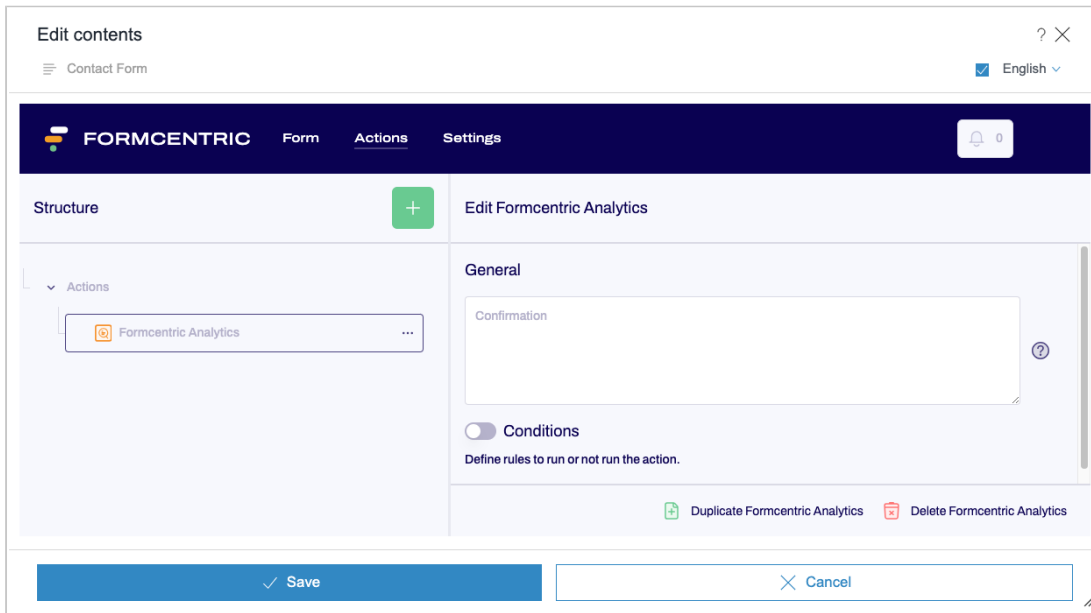 Edit contents
?
Contact Form
English
FORMCENTRIC Form Actions Settings
0
Structure
Edit Formcentric Analytics
Actions
Formcentric Analytics
...
General
Confirmation
?
Conditions
Define rules to run or not run the action.
Duplicate Formcentric Analytics
Delete Formcentric Analytics
Save
Cancel